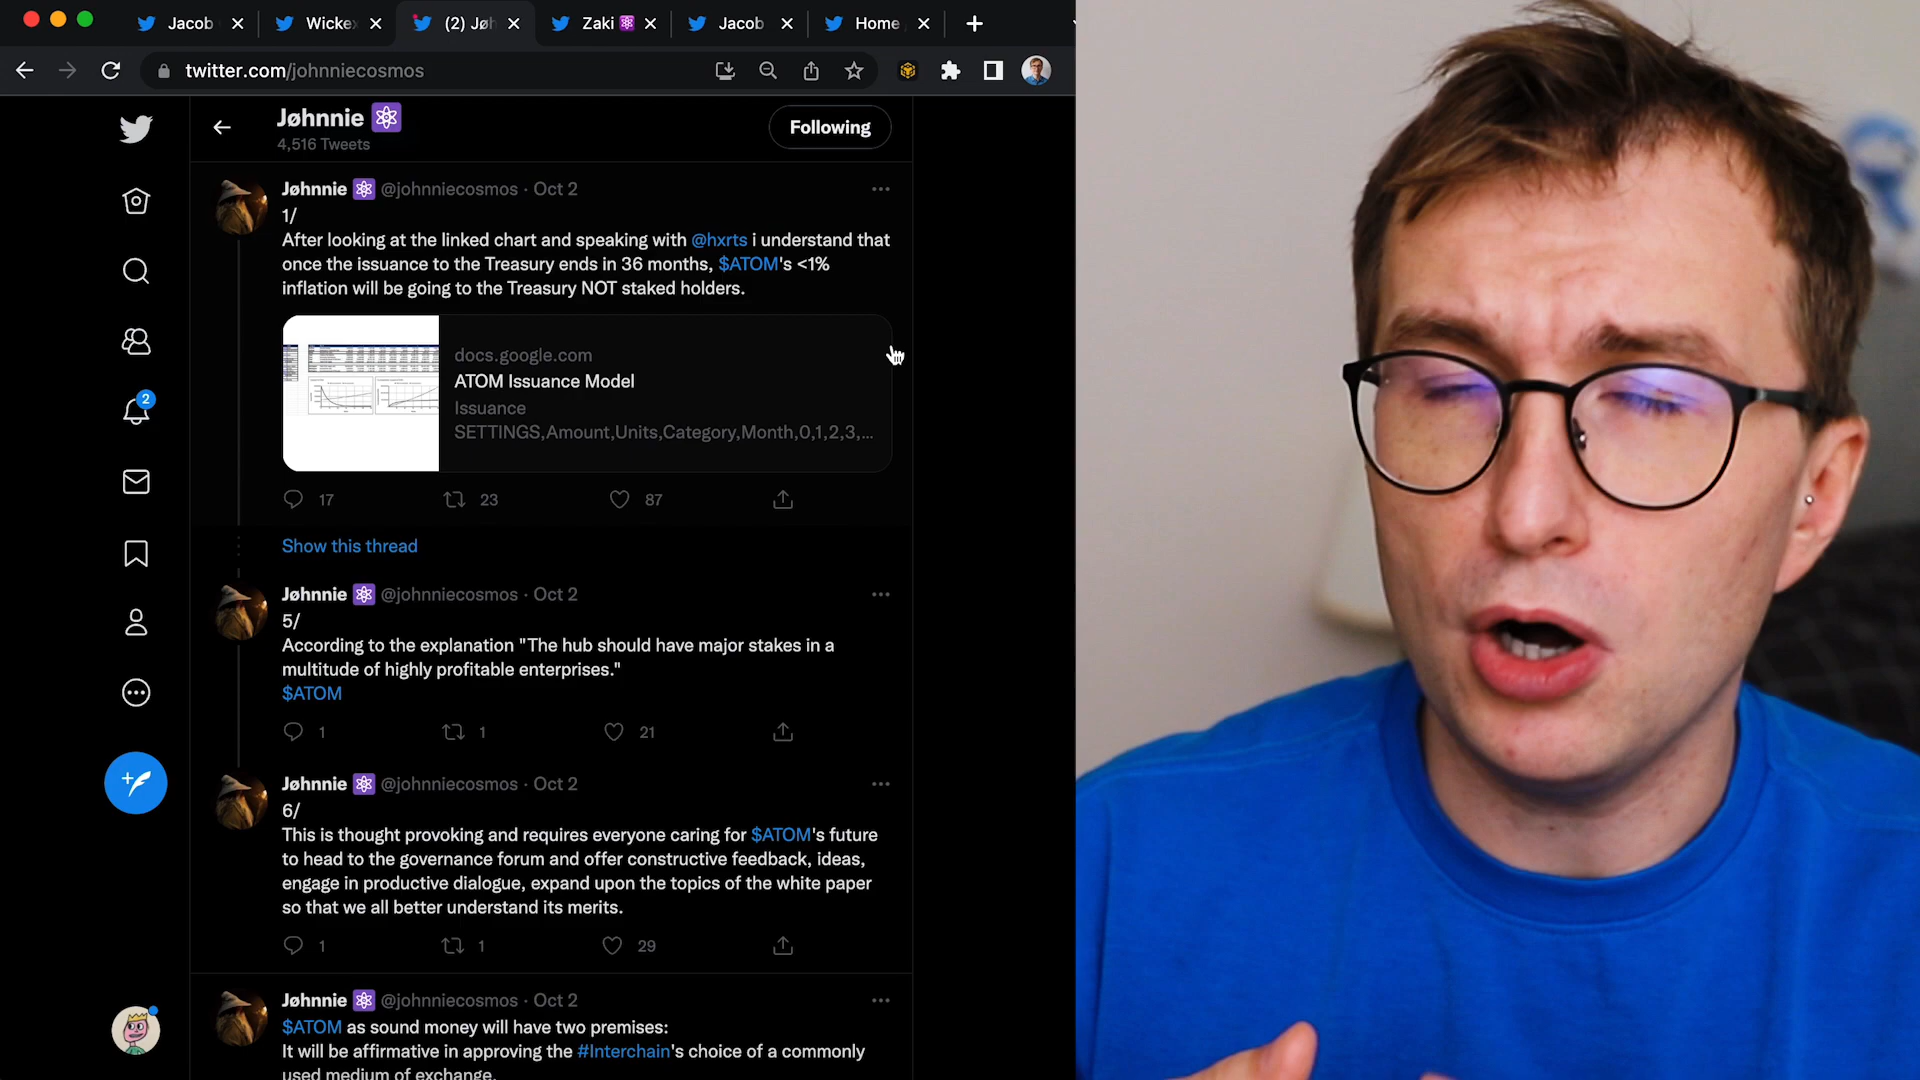 Jacob
Wickex
(2) Jøh
Zaki
Jacob
Home
twitter.com/johnniecosmos
Jøhnnie
4,516 Tweets
Following
Jøhnnie @johnniecosmos · Oct 2
1/
After looking at the linked chart and speaking with @hxrts i understand that
once the issuance to the Treasury ends in 36 months, $ATOM's <1%
inflation will be going to the Treasury NOT staked holders.
docs.google.com
ATOM Issuance Model
Issuance
SETTINGS,Amount,Units,Category,Month,0,1,2,3,...
17 23 87
Show this thread
2
Jøhnnie @johnniecosmos · Oct 2
5/
According to the explanation "The hub should have major stakes in a
multitude of highly profitable enterprises."
$ATOM
1 1 21
Jøhnnie @johnniecosmos · Oct 2
6/
This is thought provoking and requires everyone caring for $ATOM's future
to head to the governance forum and offer constructive feedback, ideas,
engage in productive dialogue, expand upon the topics of the white paper
so that we all better understand its merits.
1 1 29
Jøhnnie @johnniecosmos · Oct 2
$ATOM as sound money will have two premises:
It will be affirmative in approving the #Interchain's choice of a commonly
used medium of exchange.